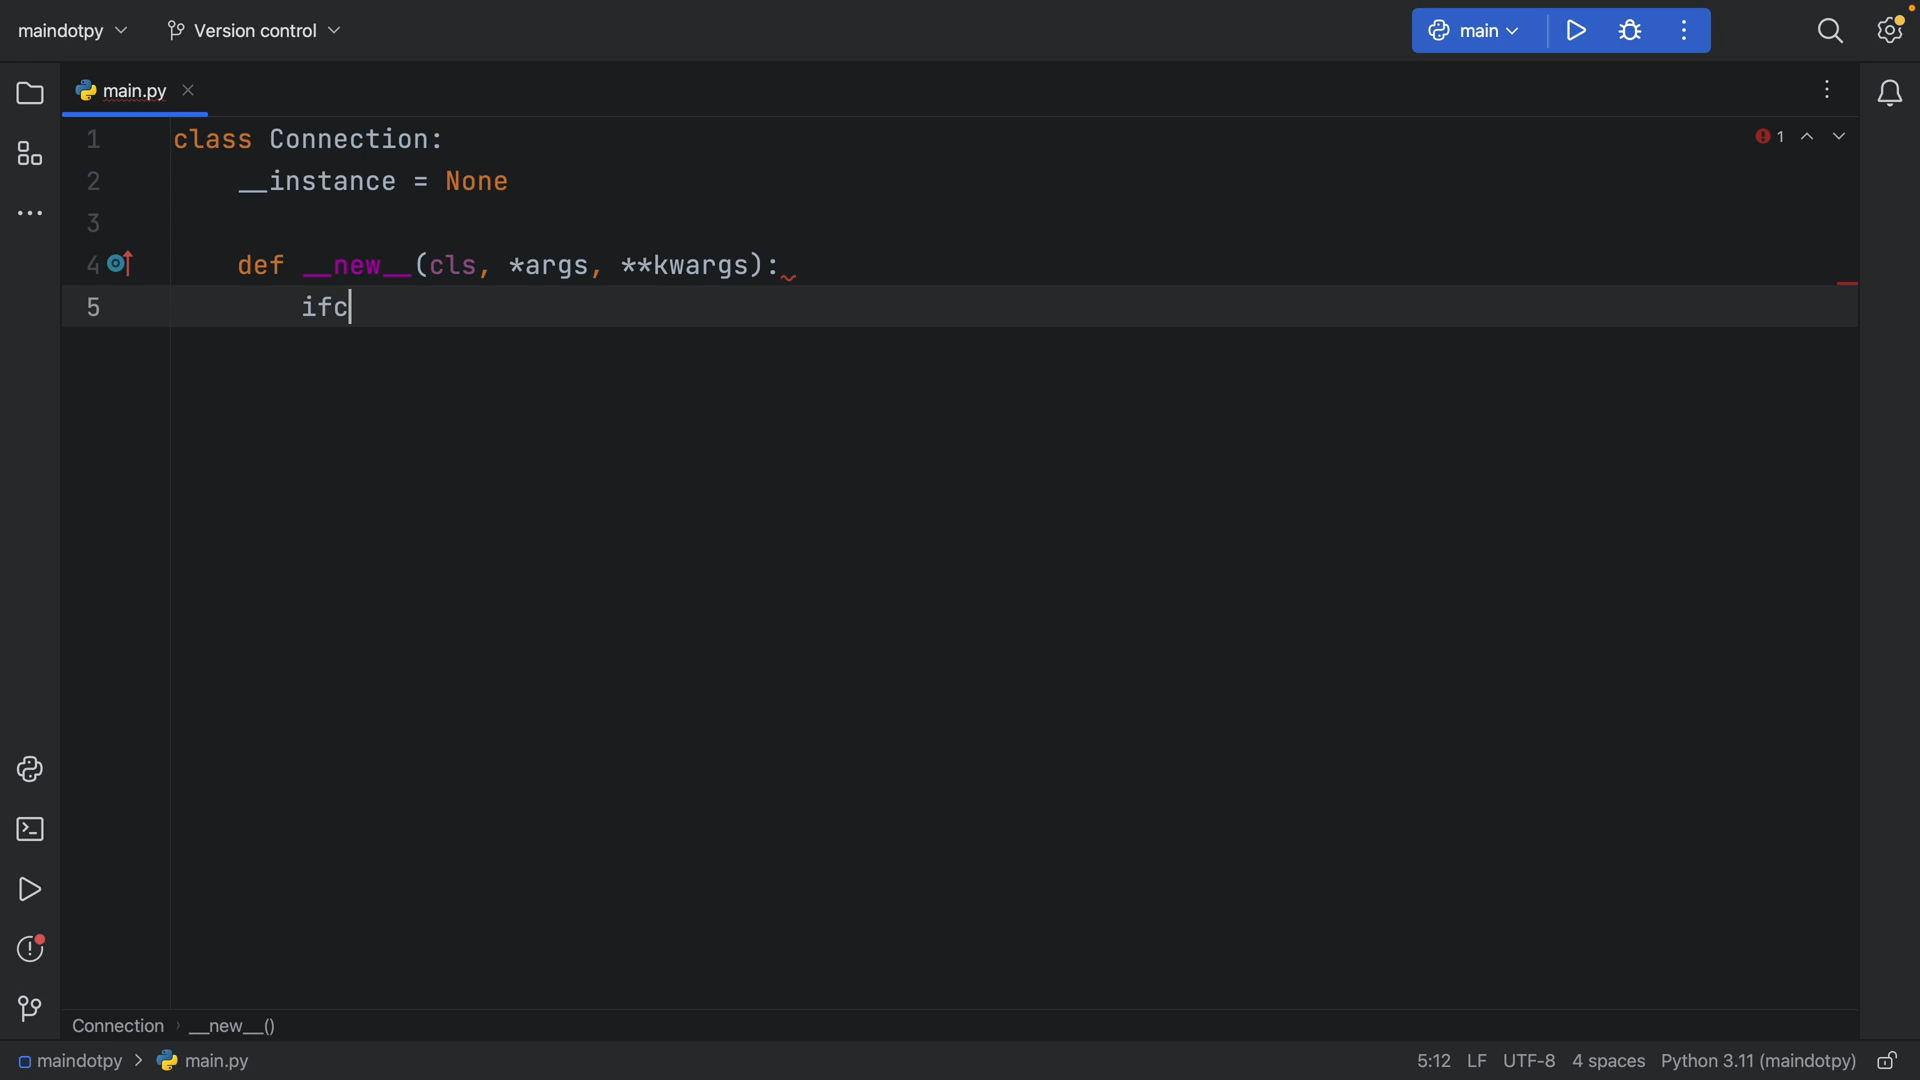 maindotpy
Version control
main
main.py
1 class Connection:
1
2 __instance = None
3
4 def __new__(cls, *args, **kwargs):
5 ifc
Connection › __new__()
maindotpy > main.py
5:12 LF UTF-8 4 spaces Python 3.11 (maindotpy)